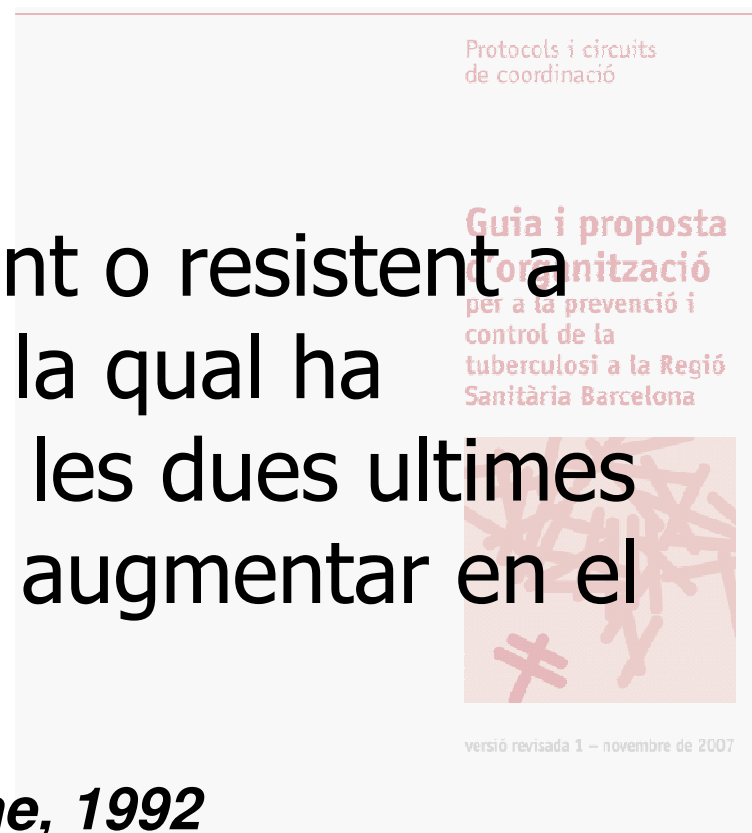 Protocols i circuits
de coordinació
Guia i proposta
d'organització
per a la prevenció i
control de la
tuberculosi a la Regió
Sanitària Barcelona
nt o resistent a
la qual ha
les dues ultimes
augmentar en el
versió revisada 1 – novembre de 2007
ne, 1992